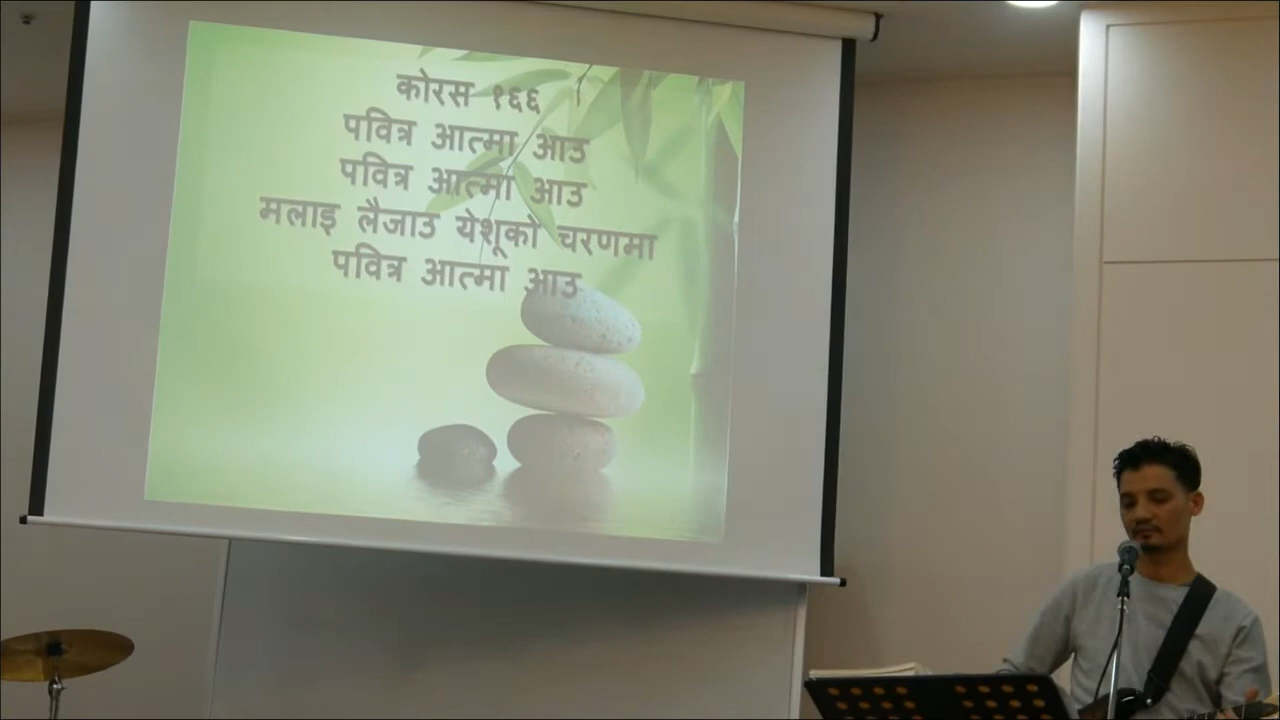 कोरस १६६
पवित्र आत्मा आउ
पवित्र आत्मा आउ
मलाइ लैजाउ येशूको चरणमा
पवित्र आत्मा आउ